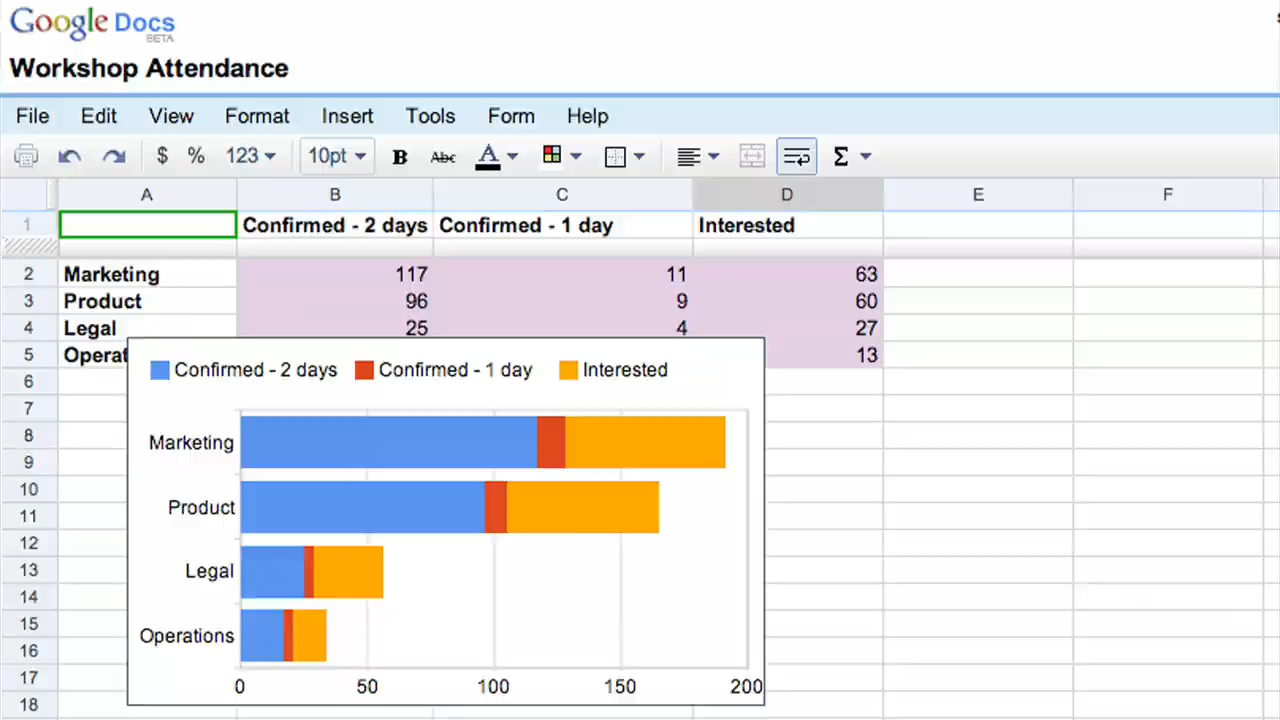 Google Docs
BETA
Workshop Attendance
File Edit View Format Insert Tools Form Help
$ % 123 10pt B Abc A Σ
A B C D E F
1 Confirmed - 2 days Confirmed - 1 day Interested
2 Marketing 117 11 63
3 Product 96 9 60
4 Legal 25 4 27
5 Operat 13
6
7
8
9
10
11
12
13
14
15
16
17
18
Confirmed - 2 days Confirmed - 1 day Interested
Marketing
Product
Legal
Operations
0 50 100 150 200